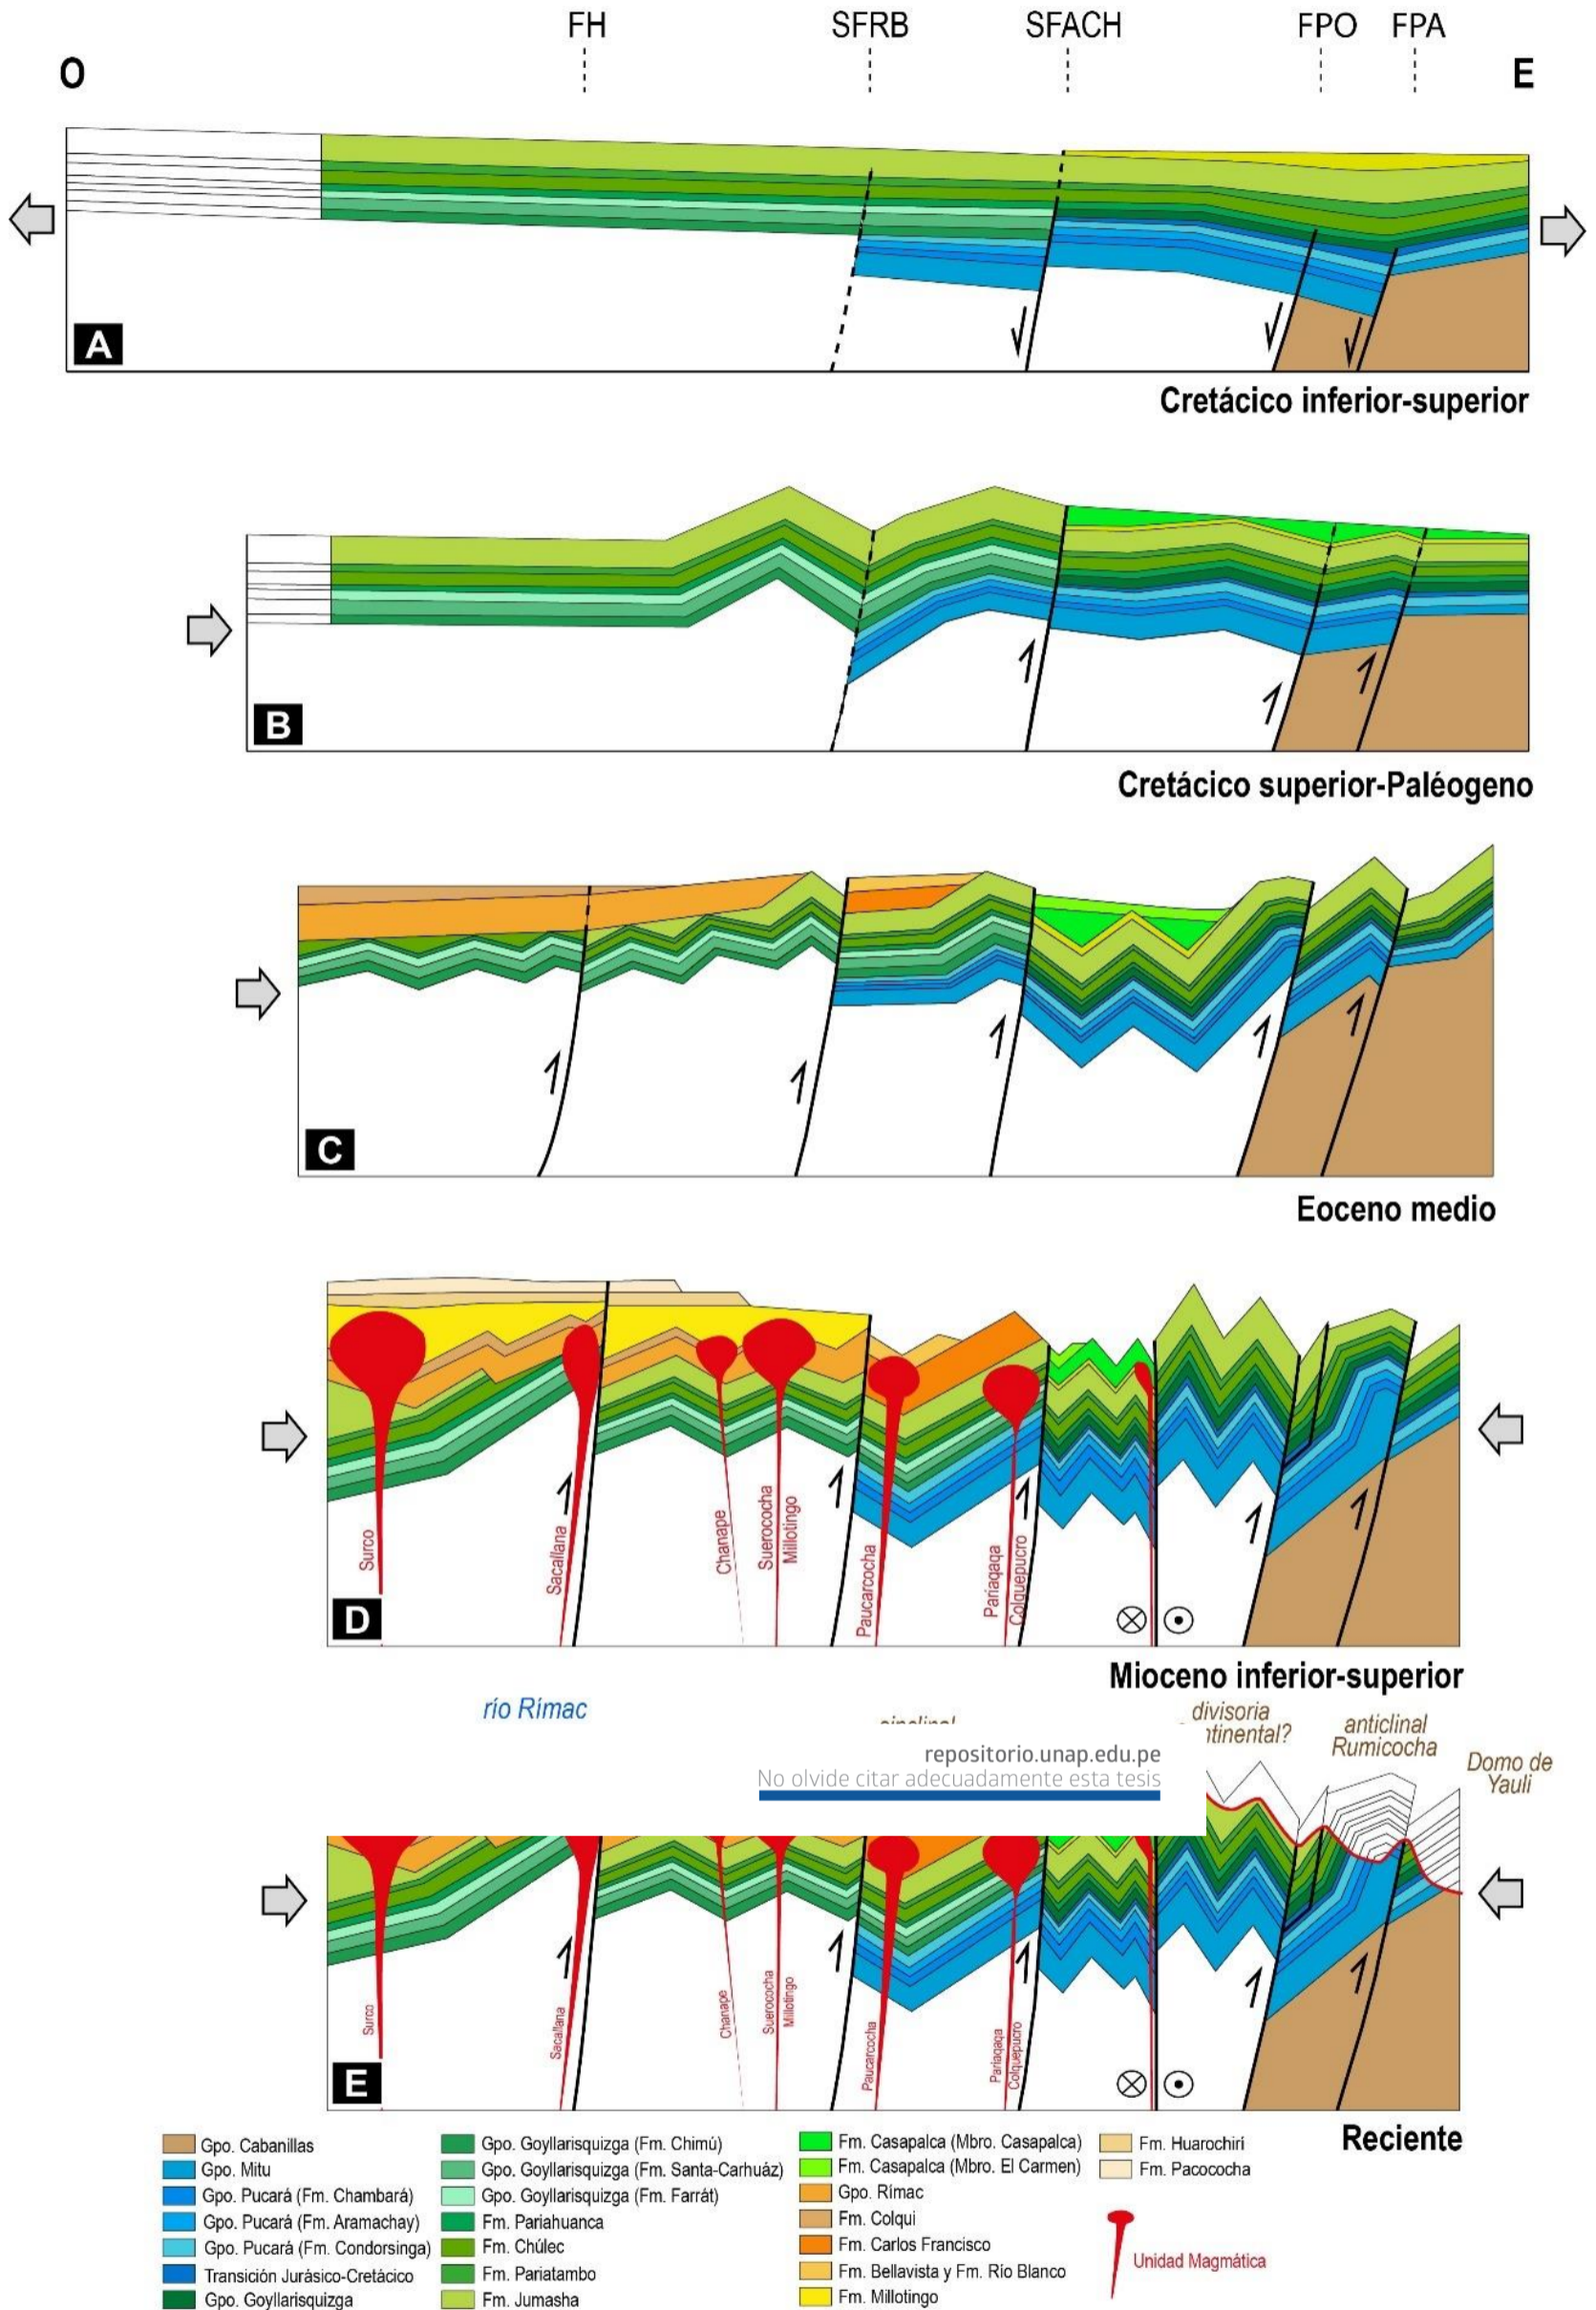 FH SFRB SFACH FPO FPA
O E
A
Cretácico inferior-superior
B
Cretácico superior-Paléogeno
C
Eoceno medio
Surco
Sacallana
Chanape
Suerococha
Millotingo
Paucarcocha
Pariaqaqa
Colquepucro
D
Mioceno inferior-superior
río Rímac
divisoria
anticlinal
Rumicocha
Domo de
Yauli
repositorio.unap.edu.pe
No olvide citar adecuadamente esta tesis
Surco
Sacallana
Chanape
Suerococha
Millotingo
Paucarcocha
Pariaqaqa
Colquepucro
E
Reciente
Gpo. Cabanillas
Gpo. Mitu
Gpo. Pucará (Fm. Chambará)
Gpo. Pucará (Fm. Aramachay)
Gpo. Pucará (Fm. Condorsinga)
Transición Jurásico-Cretácico
Gpo. Goyllarisquizga
Gpo. Goyllarisquizga (Fm. Chimú)
Gpo. Goyllarisquizga (Fm. Santa-Carhuáz)
Gpo. Goyllarisquizga (Fm. Farrát)
Fm. Pariahuanca
Fm. Chúlec
Fm. Pariatambo
Fm. Jumasha
Fm. Casapalca (Mbro. Casapalca)
Fm. Casapalca (Mbro. El Carmen)
Gpo. Rímac
Fm. Colqui
Fm. Carlos Francisco
Fm. Bellavista y Fm. Río Blanco
Fm. Millotingo
Fm. Huarochirí
Fm. Pacococha
Unidad Magmática